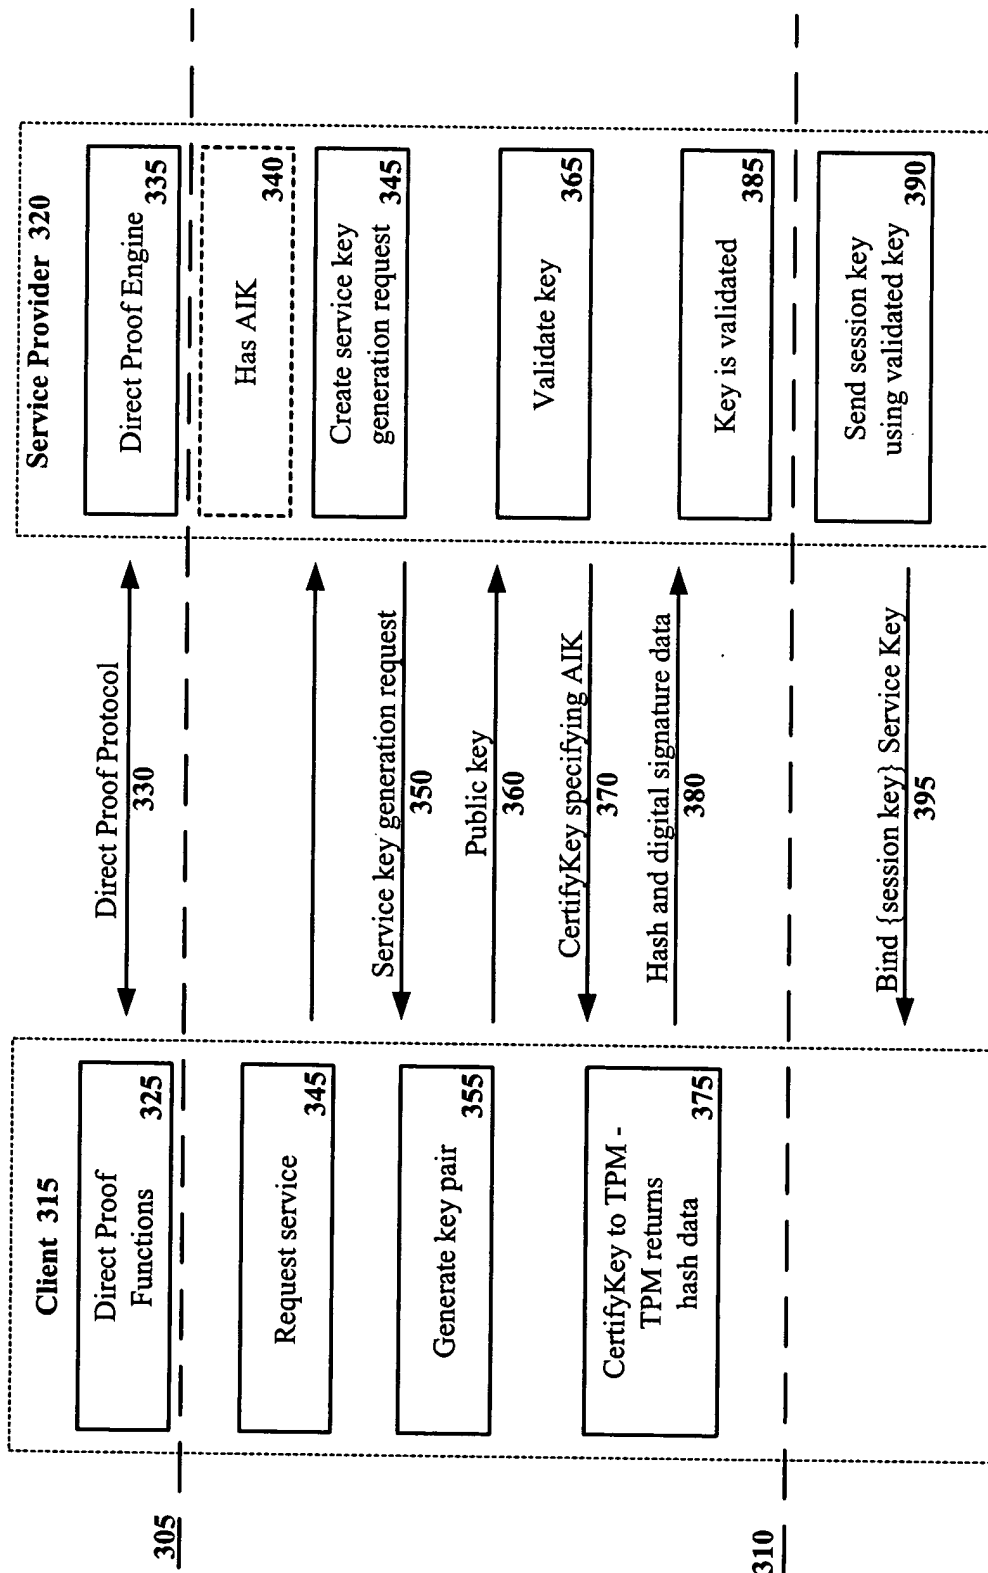 Client 315
Service Provider 320
Direct Proof
Functions
325
Direct Proof Protocol
330
Direct Proof Engine
335
305
Has AIK
340
Request service
345
Create service key
generation request
345
Service key generation request
350
Generate key pair
355
Public key
360
Validate key
365
CertifyKey specifying AIK
370
CertifyKey to TPM -
TPM returns
hash data
375
Hash and digital signature data
380
Key is validated
385
310
Send session key
using validated key
390
Bind {session key} Service Key
395